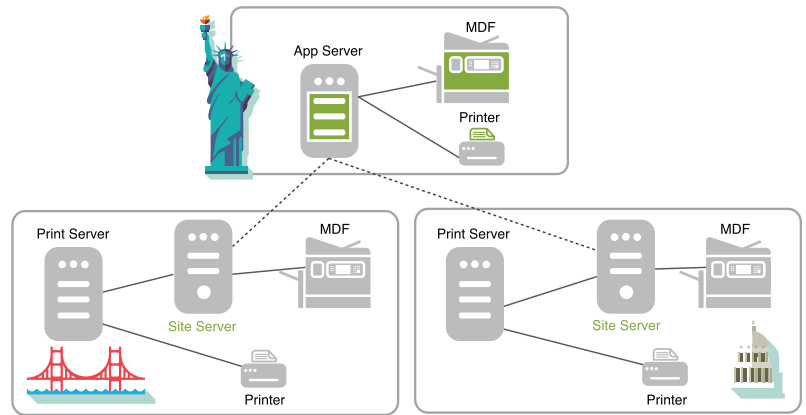 MDF
App Server
Printer
Print Server
MDF
Site Server
Printer
Print Server
MDF
Site Server
Printer